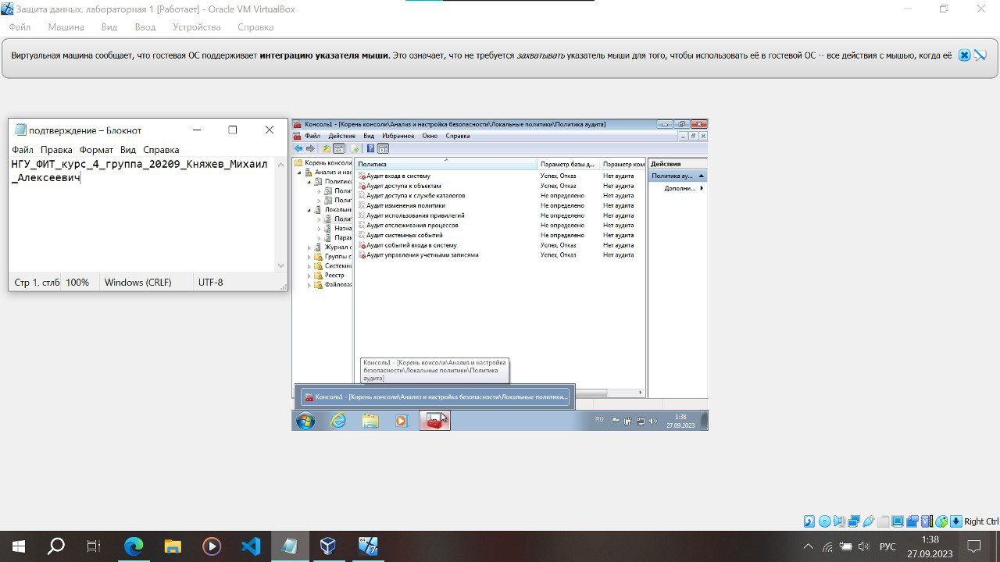 Защита данных, лабораторная 1 [Работает] - Oracle VM VirtualBox
Файл Машина Вид Ввод Устройства Справка
Виртуальная машина сообщает, что гостевая ОС поддерживает интеграцию указателя мыши. Это означает, что не требуется захватывать указатель мыши для того, чтобы использовать её в гостевой ОС -- все действия с мышью, когда её
подтверждение – Блокнот
Файл Правка Формат Вид Справка
НГУ_ФИТ_курс_4_группа_20209_Княжев_Михаил
_Алексеевич
Стр 1, стлб 100% Windows (CRLF) UTF-8
Консоль1 - [Корень консоли\Анализ и настройка безопасности\Локальные политики\Политика аудита]
Файл Действие Вид Избранное Окно Справка
Корень консоли
Анализ и нас
Политик
Поли
Поли
Локальны
Поли
Назна
Пара
Журнал с
Группы с
Системны
Реестр
Файлова
Политика Параметр базы д... Параметр ком
Аудит входа в систему Успех, Отказ Нет аудита
Аудит доступа к объектам Успех, Отказ Нет аудита
Аудит доступа к службе каталогов Не определено Нет аудита
Аудит изменения политики Не определено Нет аудита
Аудит использования привилегий Не определено Нет аудита
Аудит отслеживания процессов Не определено Нет аудита
Аудит системных событий Не определено Нет аудита
Аудит событий входа в систему Успех, Отказ Нет аудита
Аудит управления учетными записями Успех, Отказ Нет аудита
Действия
Политика ау...
Дополни...
Консоль1 - [Корень консоли\Анализ и настройка
безопасности\Локальные политики\Политика
аудита]
Консоль1 - [Корень консоли\Анализ и настройка безопасности\Локальные политики...
RU
1:38
27.09.2023
Right Ctrl
РУС
1:38
27.09.2023